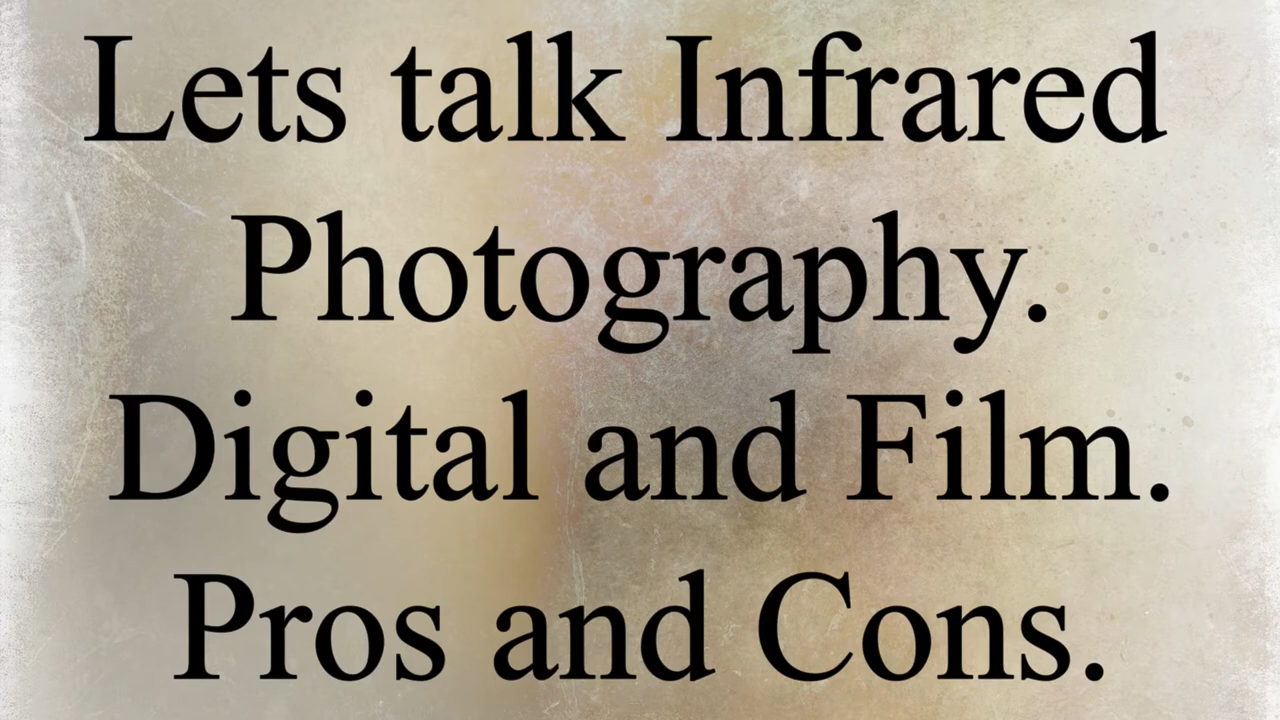 Lets talk Infrared
Photography.
Digital and Film.
Pros and Cons.